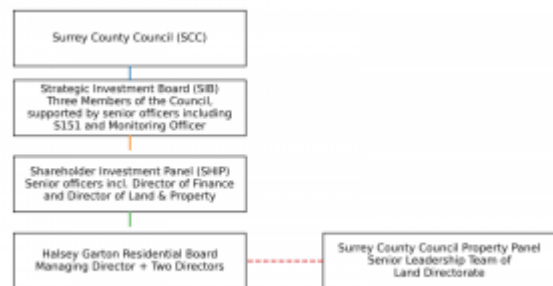 Surrey County Council (SCC)
Strategic Investment Board (SIB)
Three Members of the Council,
supported by senior officers including
S151 and Monitoring Officer
Shareholder Investment Panel (SHIP)
Senior officers incl. Director of Finance
and Director of Land & Property
Halsey Garton Residential Board
Managing Director + Two Directors
Surrey County Council Property Panel
Senior Leadership Team of
Land Directorate